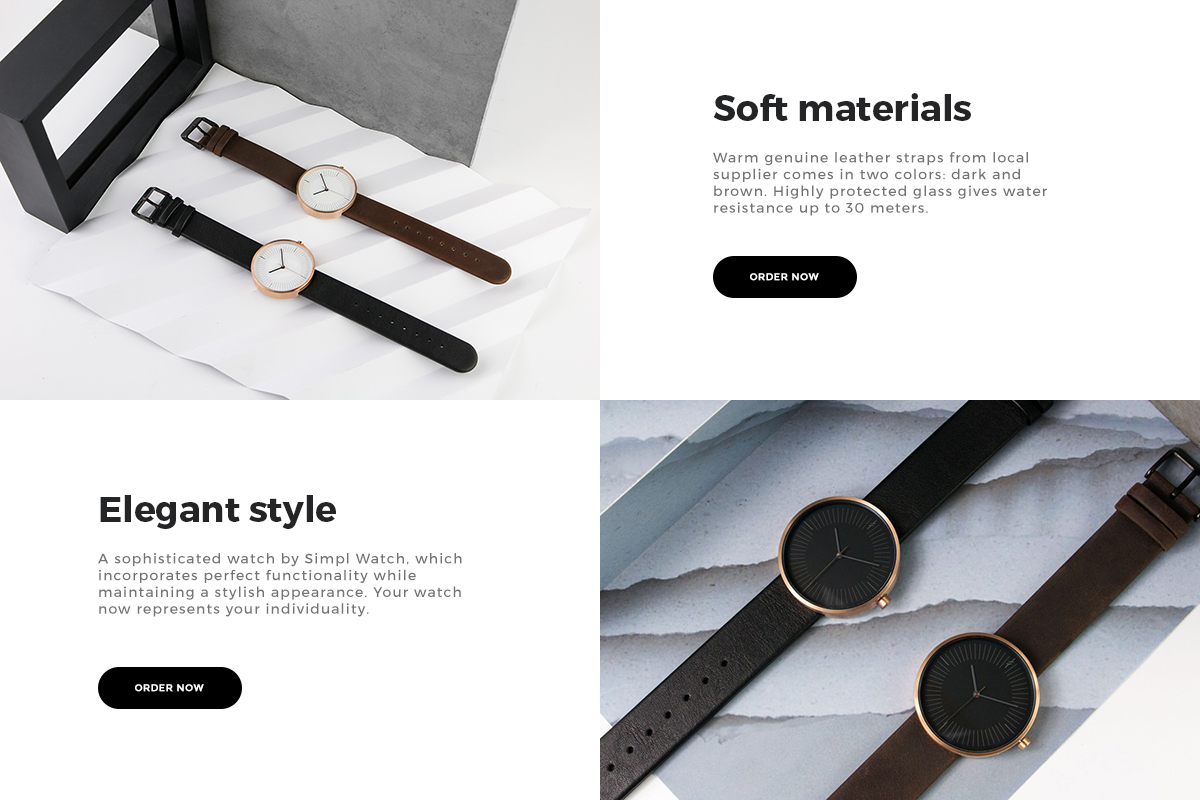 Soft materials
Warm genuine leather straps from local
supplier comes in two colors: dark and
brown. Highly protected glass gives water
resistance up to 30 meters.
ORDER NOW
Elegant style
A sophisticated watch by Simpl Watch, which
incorporates perfect functionality while
maintaining a stylish appearance. Your watch
now represents your individuality.
ORDER NOW